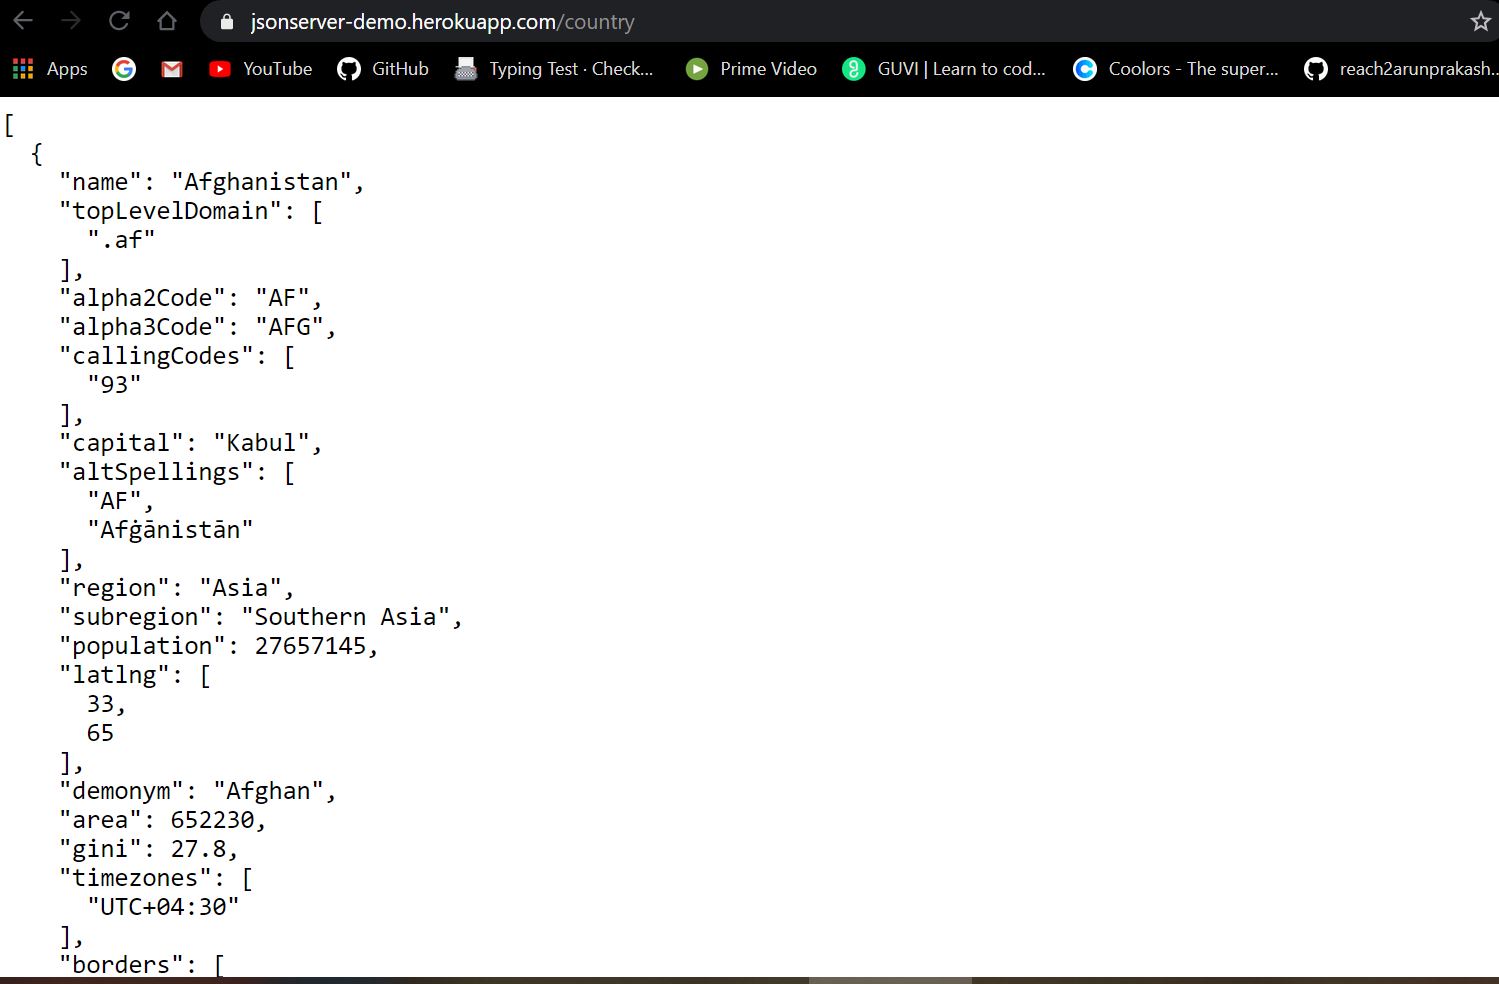 jsonserver-demo.herokuapp.com/country
Apps YouTube GitHub Typing Test · Check... Prime Video GUVI | Learn to cod... Coolors - The super... reach2arunprakash...
[
{
"name": "Afghanistan",
"topLevelDomain": [
".af"
],
"alpha2Code": "AF",
"alpha3Code": "AFG",
"callingCodes": [
"93"
],
"capital": "Kabul",
"altSpellings": [
"AF",
"Afġānistān"
],
"region": "Asia",
"subregion": "Southern Asia",
"population": 27657145,
"latlng": [
33,
65
],
"demonym": "Afghan",
"area": 652230,
"gini": 27.8,
"timezones": [
"UTC+04:30"
],
"borders": [